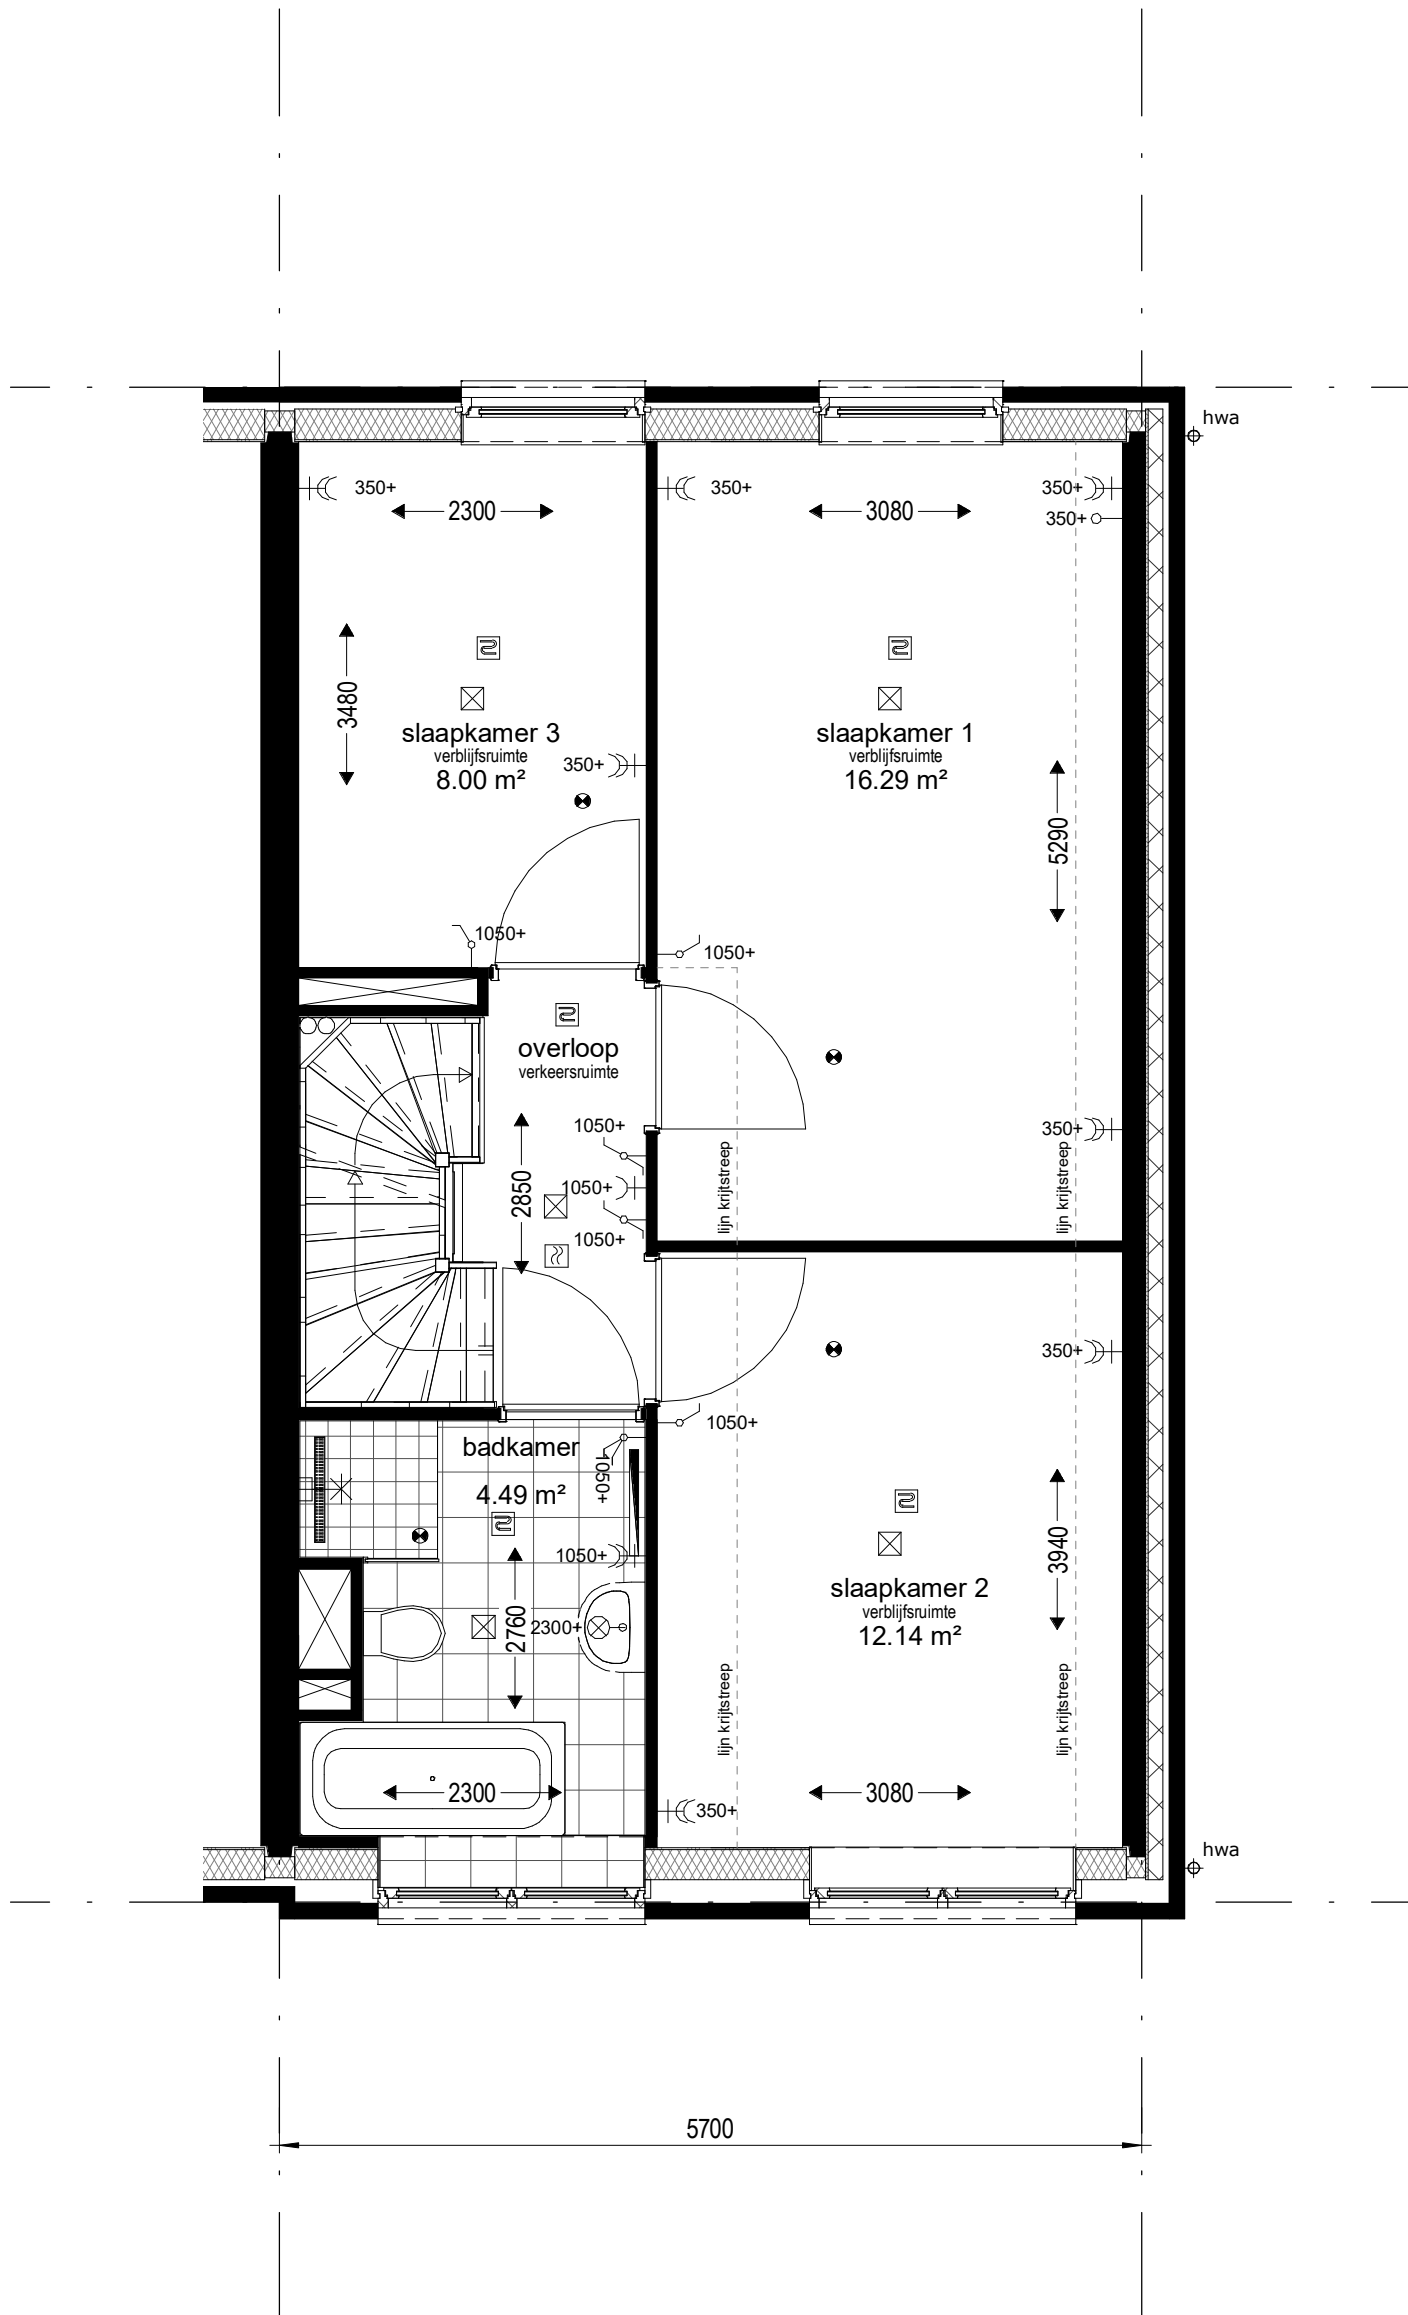 hwa
350+
350+
350+
2300
3080
350+
3480
slaapkamer 3
verblijfsruimte
8.00 m²
slaapkamer 1
verblijfsruimte
16.29 m²
350+
5290
1050+
1050+
overloop
verkeersruimte
1050+
350+
2850
1050+
1050+
lijn krijtstreep
lijn krijtstreep
350+
1050+
badkamer
1050+
4.49 m²
1050+
3940
slaapkamer 2
verblijfsruimte
12.14 m²
2760
2300+
lijn krijtstreep
lijn krijtstreep
2300
3080
350+
hwa
5700